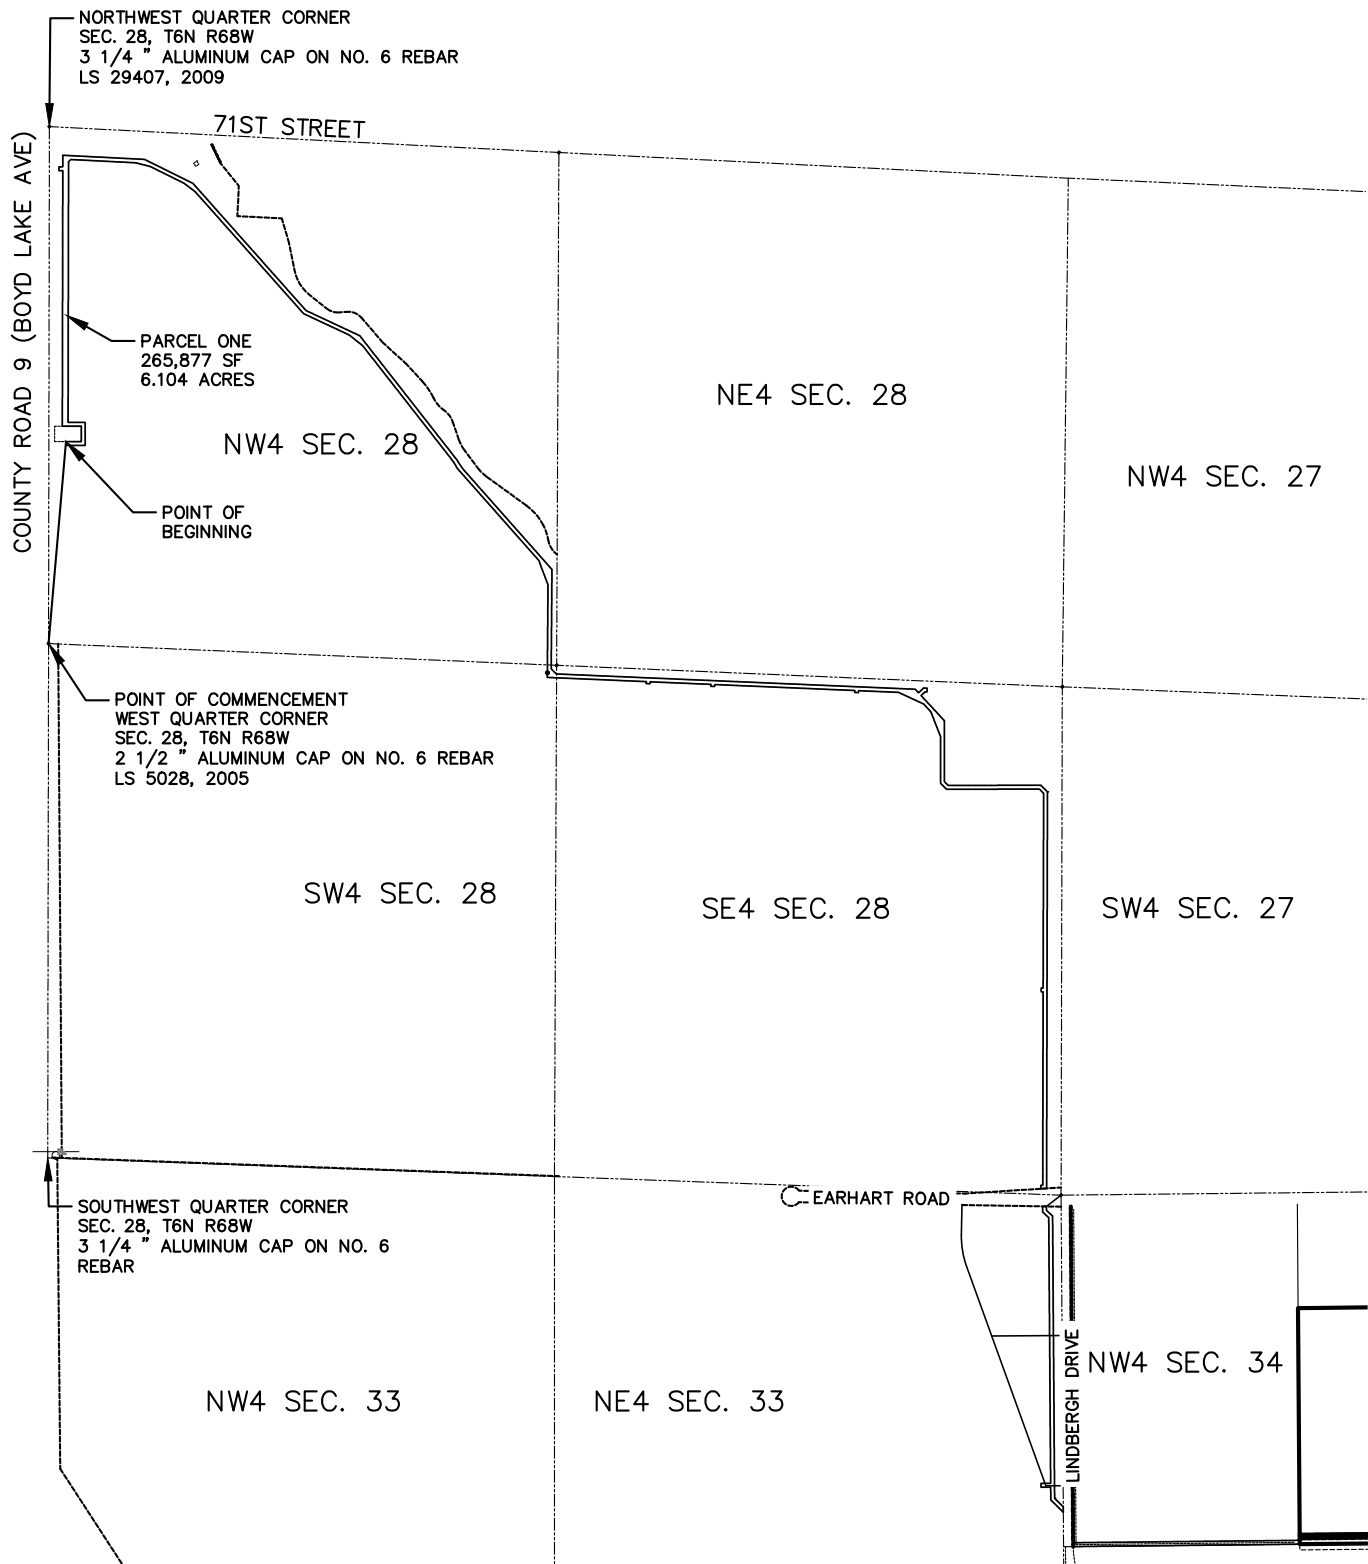 NORTHWEST QUARTER CORNER
SEC. 28, T6N R68W
3 1/4 " ALUMINUM CAP ON NO. 6 REBAR
LS 29407, 2009
71ST STREET
COUNTY ROAD 9 (BOYD LAKE AVE)
PARCEL ONE
265,877 SF
6.104 ACRES
NE4 SEC. 28
NW4 SEC. 28
NW4 SEC. 27
POINT OF
BEGINNING
POINT OF COMMENCEMENT
WEST QUARTER CORNER
SEC. 28, T6N R68W
2 1/2 " ALUMINUM CAP ON NO. 6 REBAR
LS 5028, 2005
SW4 SEC. 28
SE4 SEC. 28
SW4 SEC. 27
EARHART ROAD
SOUTHWEST QUARTER CORNER
SEC. 28, T6N R68W
3 1/4 " ALUMINUM CAP ON NO. 6
REBAR
LINDBERGH DRIVE
NW4 SEC. 34
NW4 SEC. 33
NE4 SEC. 33